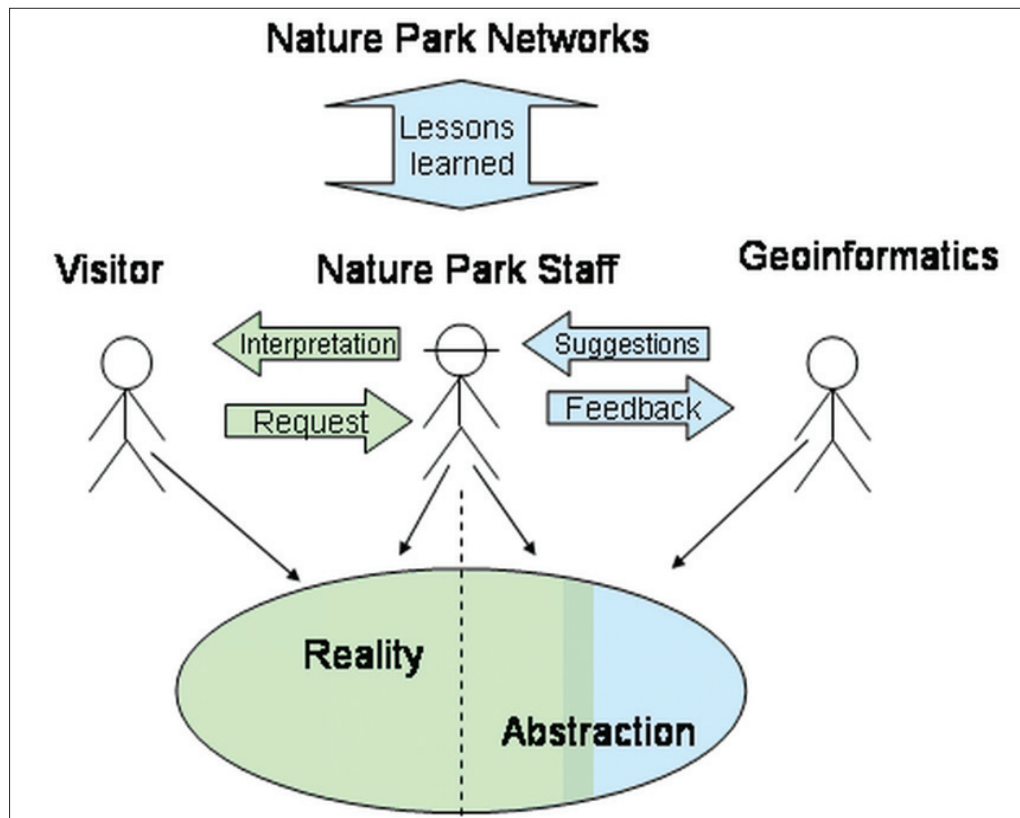 Nature Park Networks
Lessons
learned
Visitor
Nature Park Staff
Geoinformatics
Interpretation
Suggestions
Request
Feedback
Reality
Abstraction